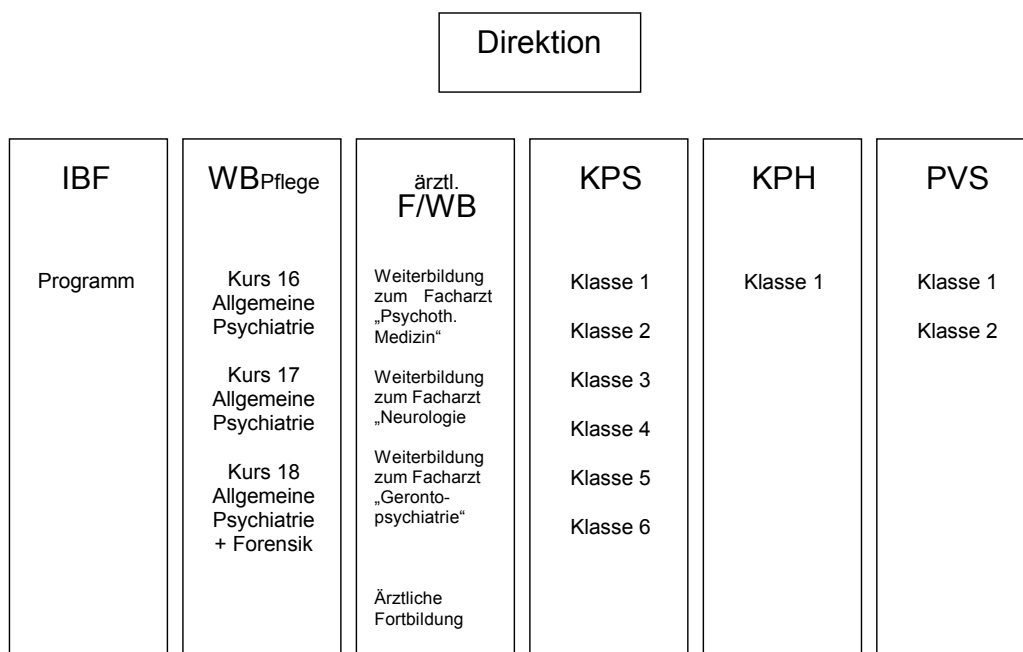 Direktion
IBF
Programm
WBPflege
Kurs 16
Allgemeine
Psychiatrie
Kurs 17
Allgemeine
Psychiatrie
Kurs 18
Allgemeine
Psychiatrie
+ Forensik
ärztl.
F/WB
Weiterbildung
zum Facharzt
„Psychoth.
Medizin“
Weiterbildung
zum Facharzt
„Neurologie
Weiterbildung
zum Facharzt
„Geronto-
psychiatrie“
Ärztliche
Fortbildung
KPS
Klasse 1
Klasse 2
Klasse 3
Klasse 4
Klasse 5
Klasse 6
KPH
Klasse 1
PVS
Klasse 1
Klasse 2